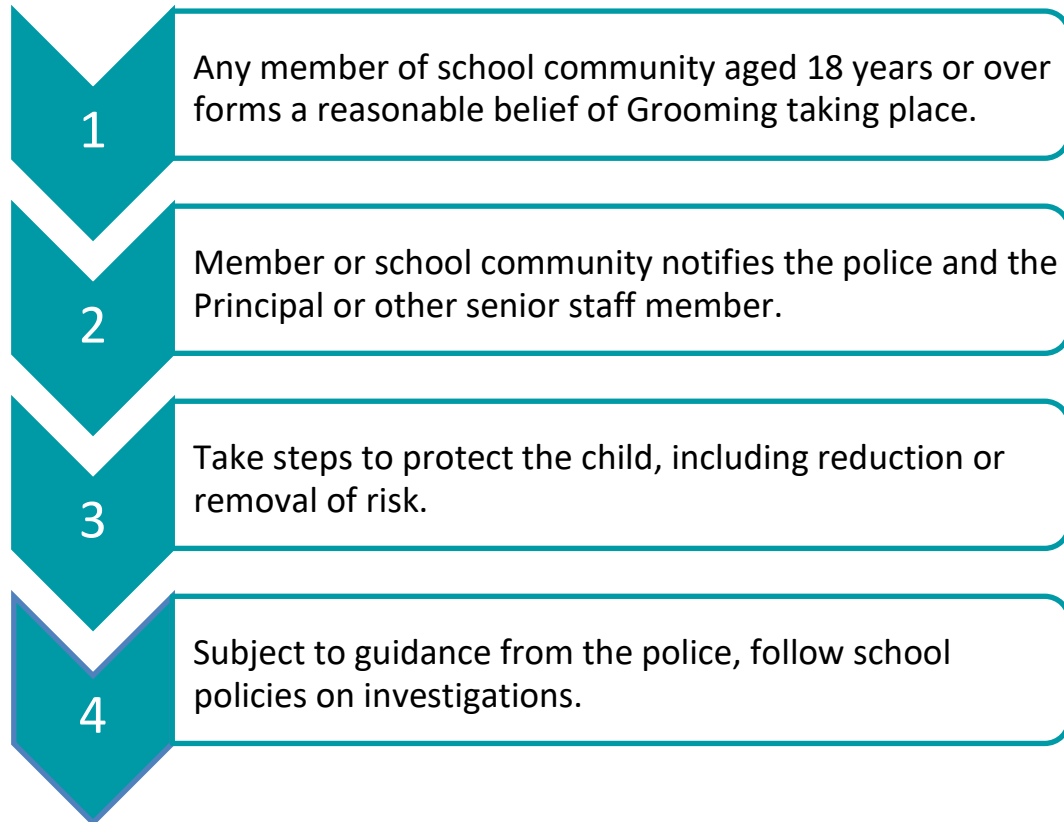 1
Any member of school community aged 18 years or over
forms a reasonable belief of Grooming taking place.
2
Member or school community notifies the police and the
Principal or other senior staff member.
3
Take steps to protect the child, including reduction or
removal of risk.
4
Subject to guidance from the police, follow school
policies on investigations.